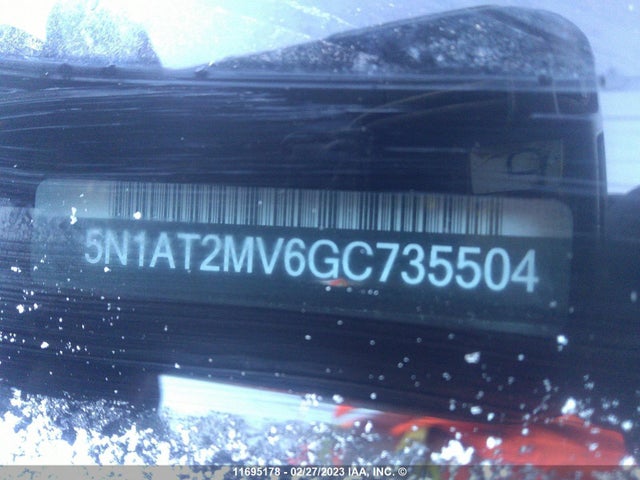 5N1AT2MV6GC735504
11695178 - 02/27/2023 IAA, INC. ©